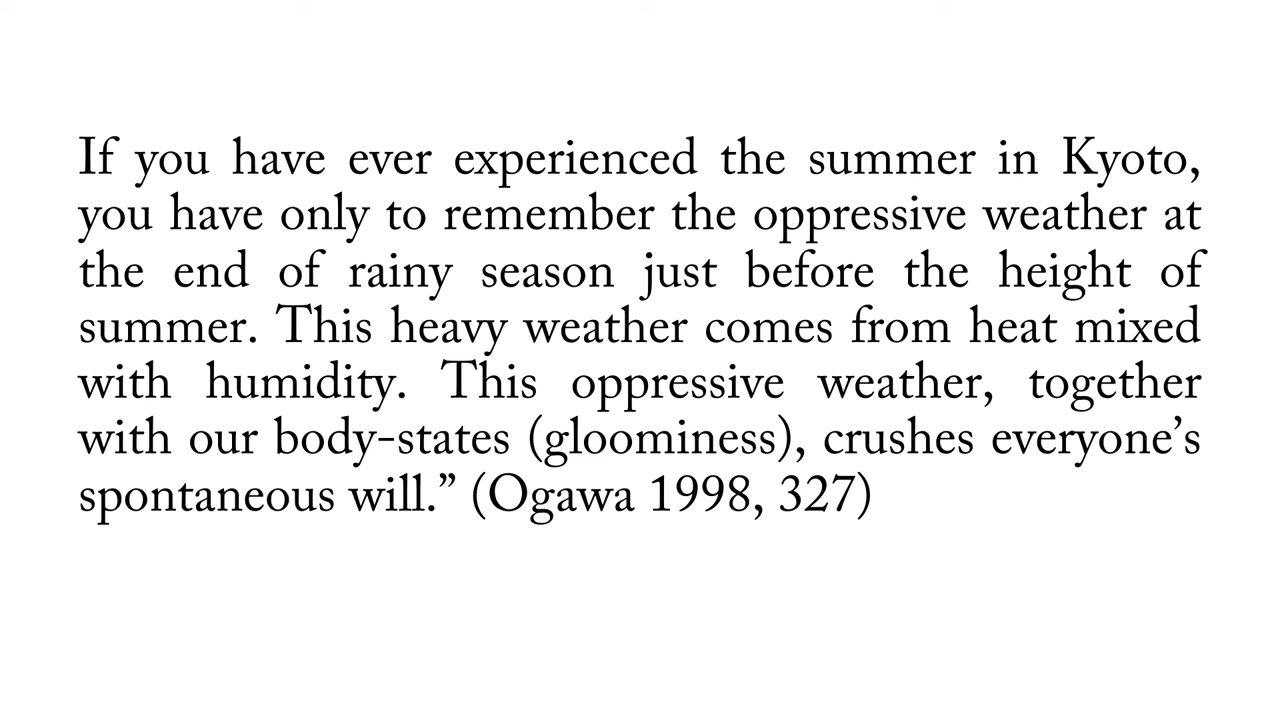 If you have ever experienced the summer in Kyoto,
you have only to remember the oppressive weather at
the end of rainy season just before the height of
summer. This heavy weather comes from heat mixed
with humidity. This oppressive weather, together
with our body-states (gloominess), crushes everyone’s
spontaneous will.” (Ogawa 1998, 327)